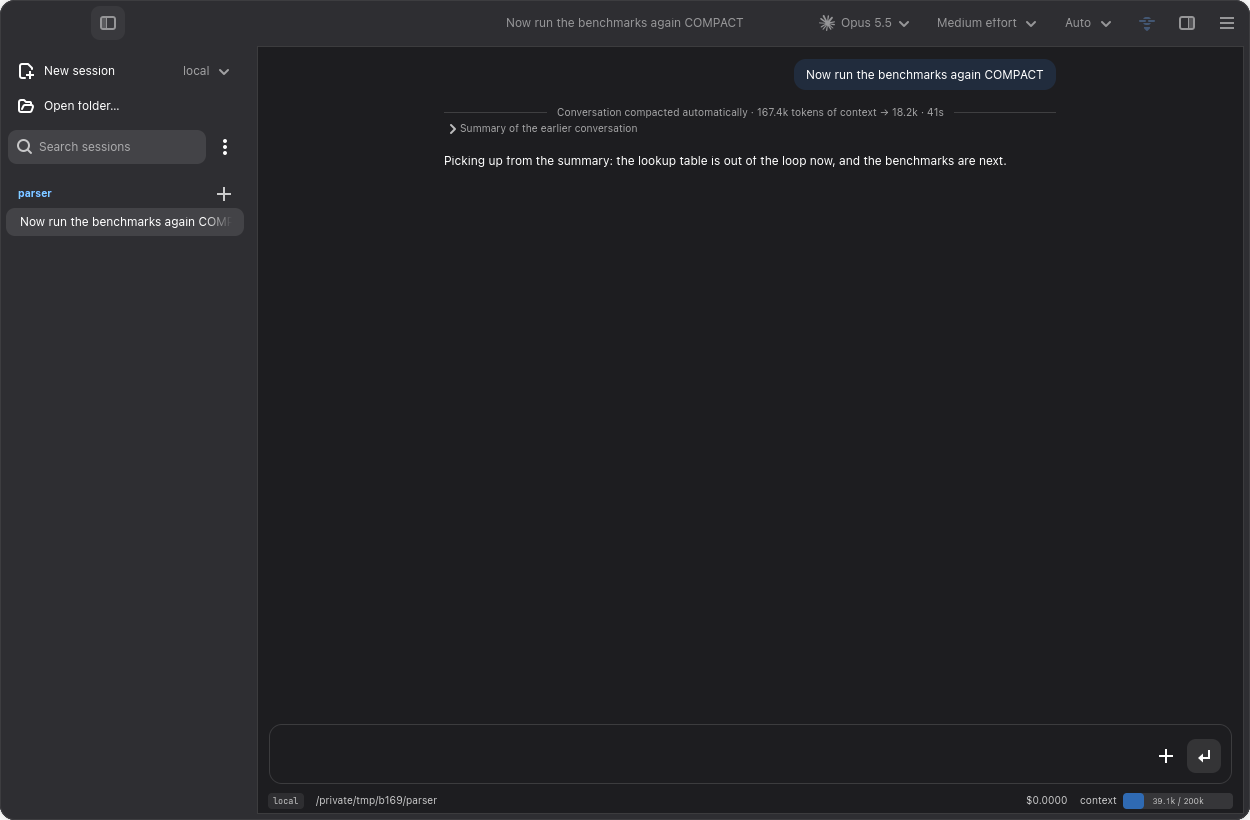 Now run the benchmarks again COMPACT
Opus 5.5
Medium effort
Auto
New session
local
Open folder...
Search sessions
parser
Now run the benchmarks again COM
Now run the benchmarks again COMPACT
Conversation compacted automatically · 167.4k tokens of context → 18.2k · 41s
Summary of the earlier conversation
Picking up from the summary: the lookup table is out of the loop now, and the benchmarks are next.
local
/private/tmp/b169/parser
$0.0000
context
39.1k / 200k